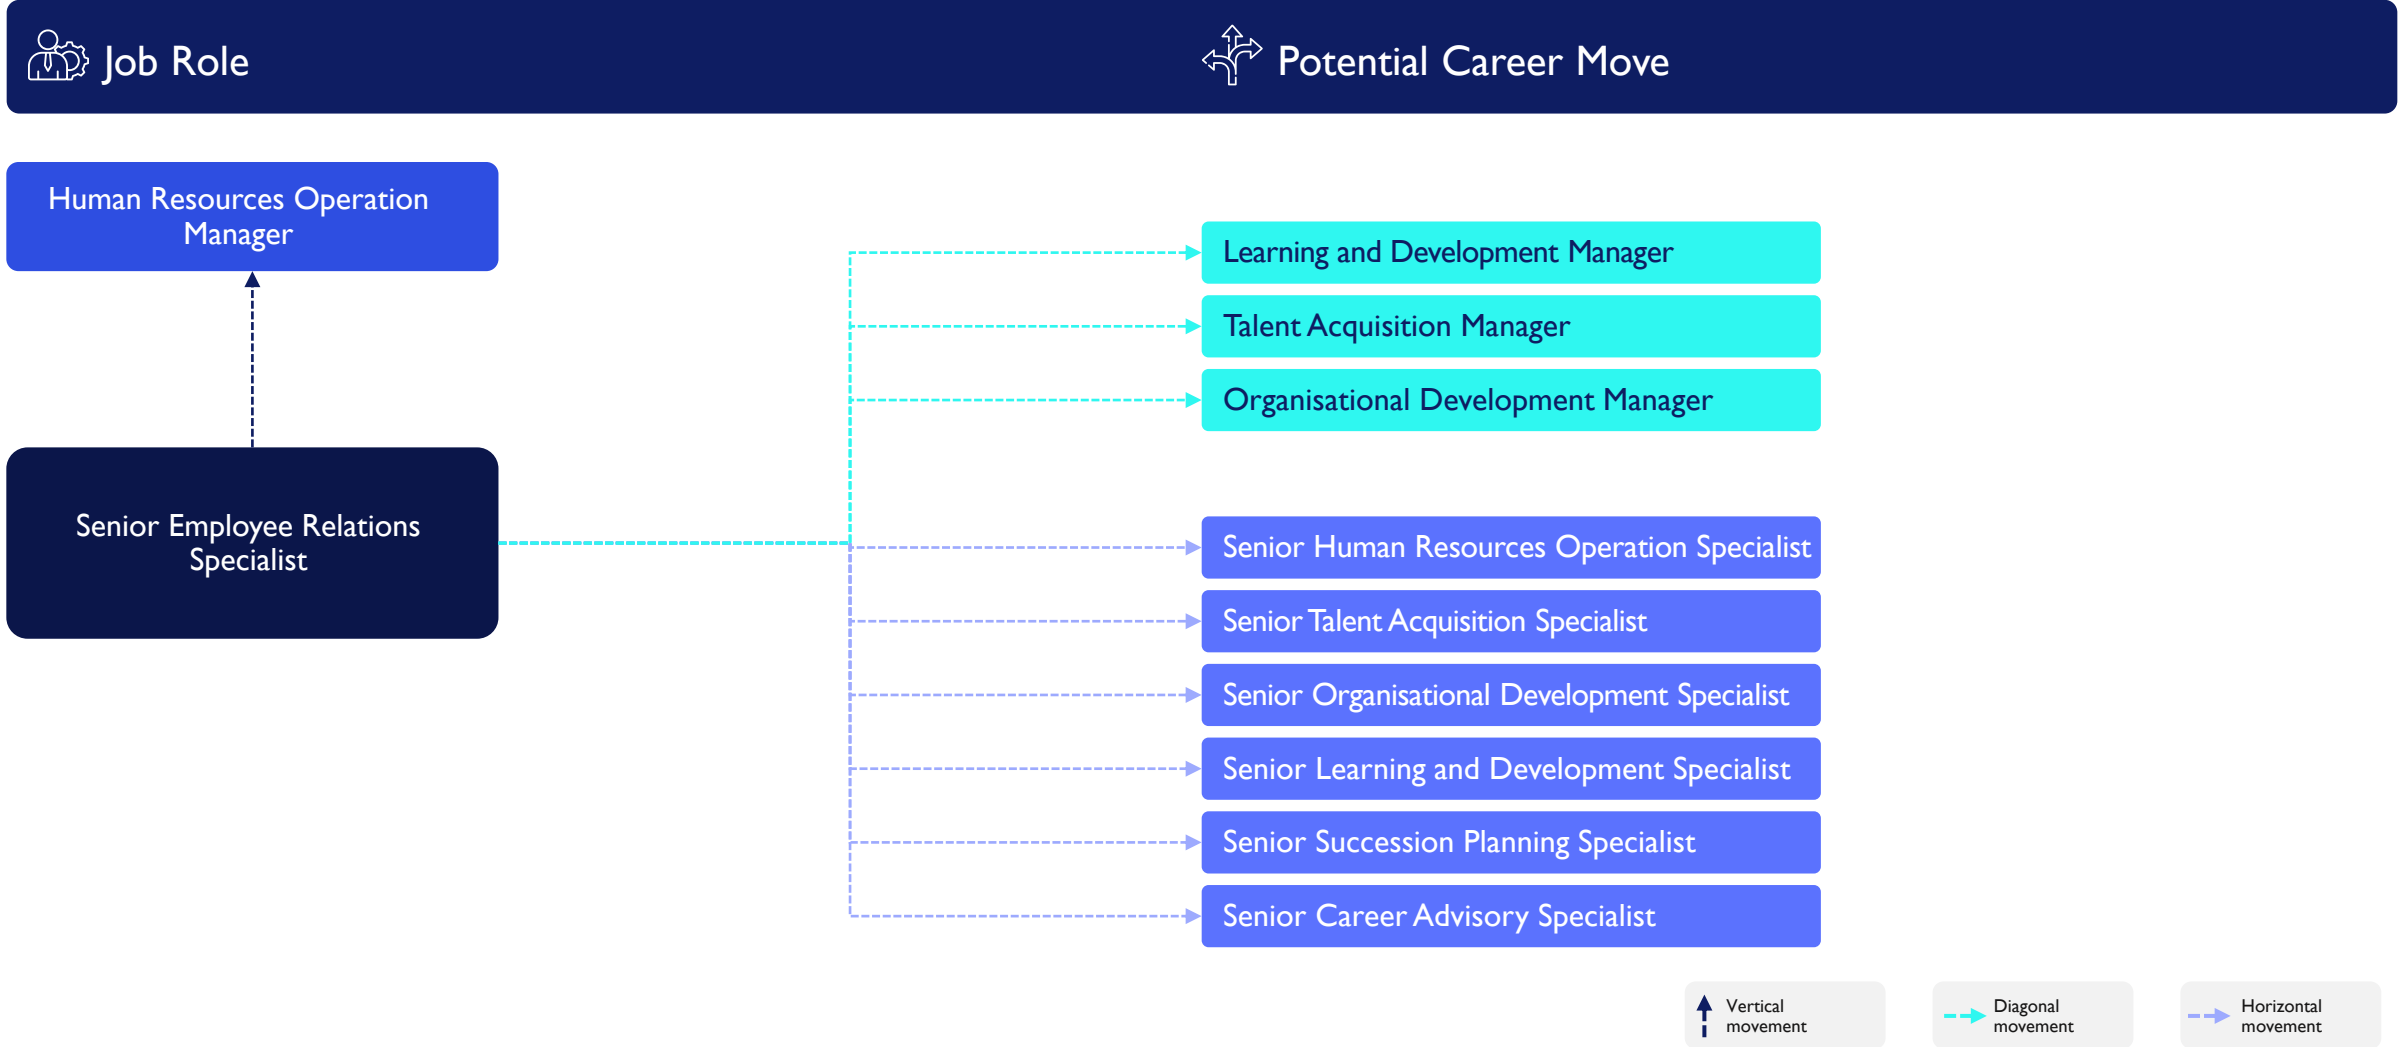 Job Role
Potential Career Move
Human Resources Operation
Manager
Learning and Development Manager
Talent Acquisition Manager
Organisational Development Manager
Senior Employee Relations
Specialist
Senior Human Resources Operation Specialist
Senior Talent Acquisition Specialist
Senior Organisational Development Specialist
Senior Learning and Development Specialist
Senior Succession Planning Specialist
Senior Career Advisory Specialist
Vertical
movement
Diagonal
movement
Horizontal
movement